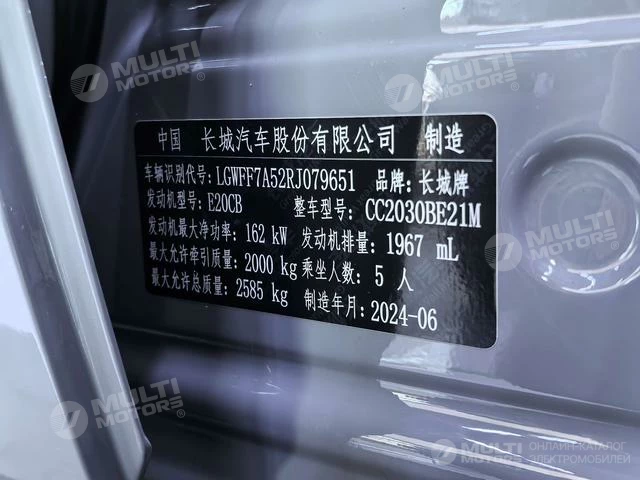 MULTI
MOTORS®
MULTI
MOTORS®
中国 长城汽车股份有限公司 制造
车辆识别代号: LGWFF7A52RJ079651 品牌: 长城牌
发动机型号: E20CB 整车型号: CC2030BE21M
发动机最大净功率: 162 kW 发动机排量: 1967 mL
最大允许牵引质量: 2000 kg 乘坐人数: 5 人
最大允许总质量: 2585 kg 制造年月: 2024-06
MULTI
MOTORS®
MULTI
MOTORS
ОНЛАЙН-КАТАЛОГ
ЭЛЕКТРОМОБИЛЕЙ